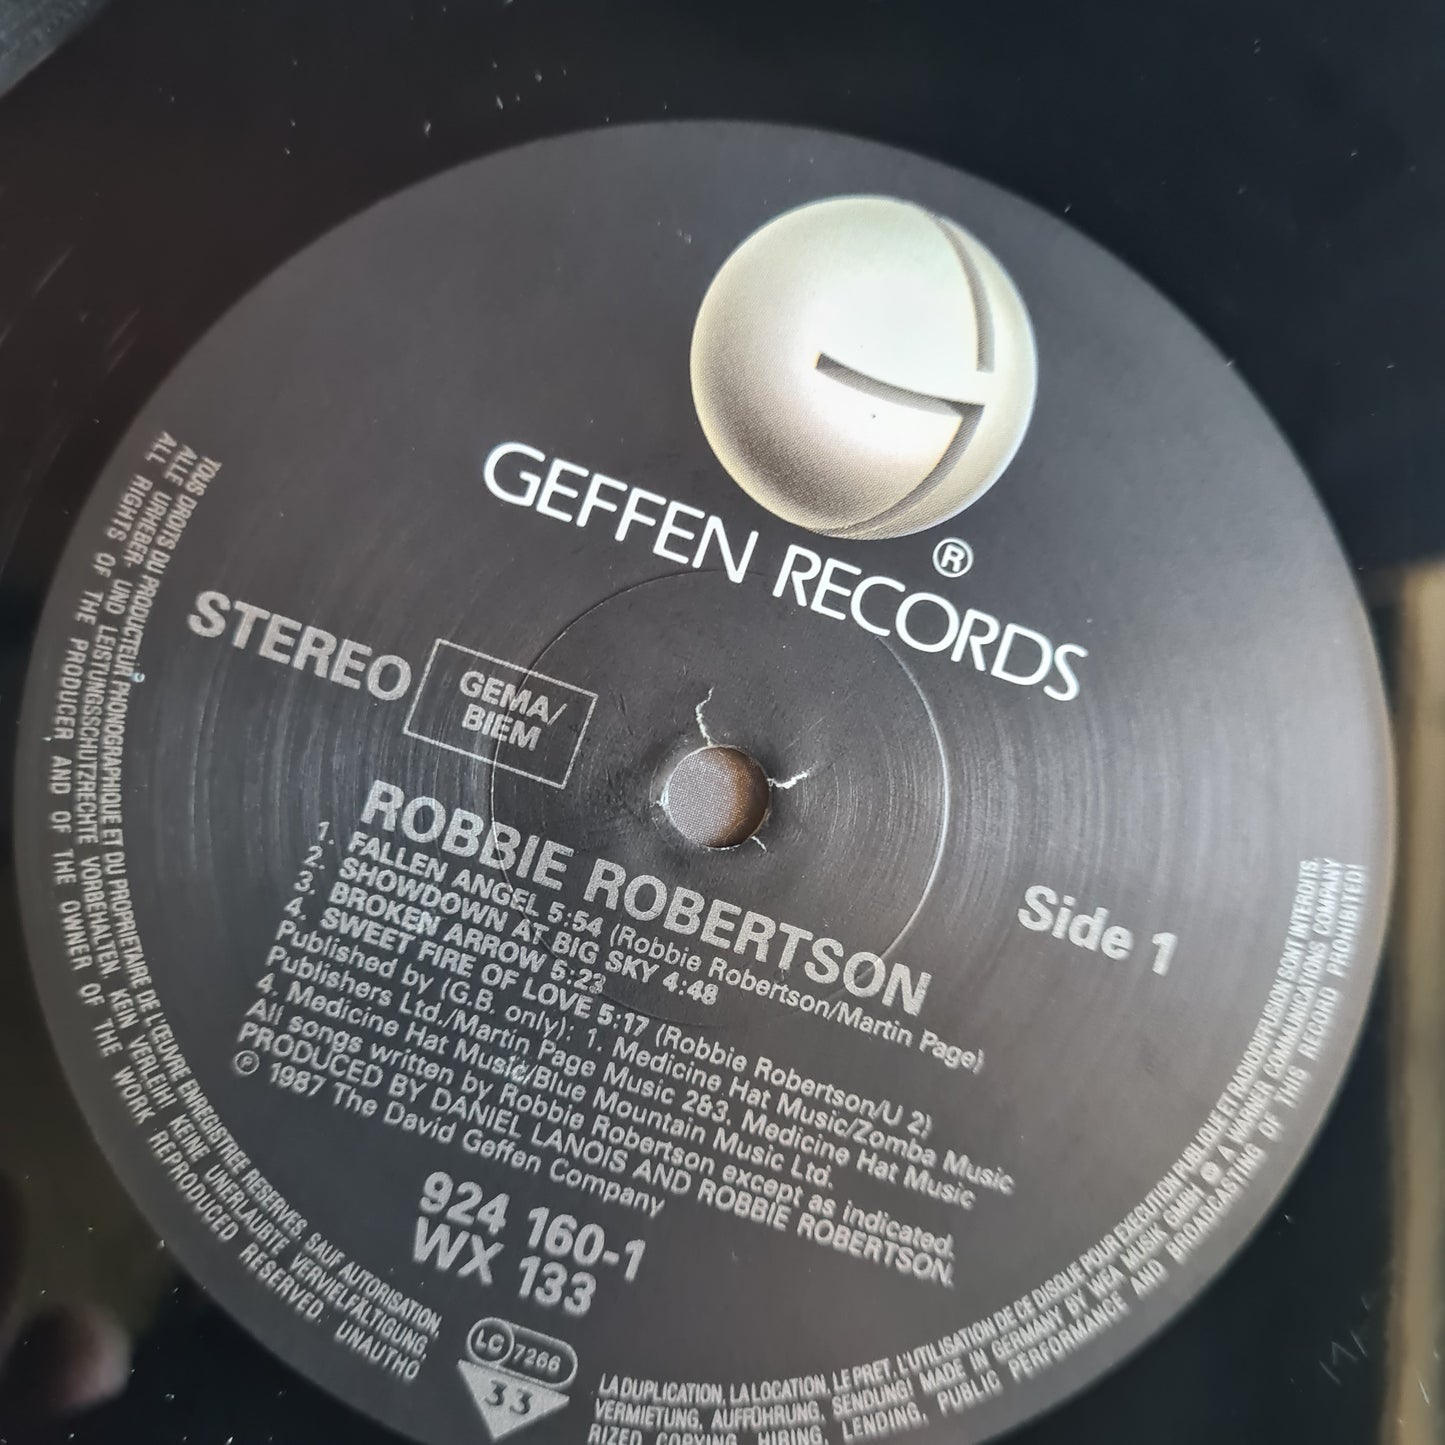 GEFFEN RECORDS ®
STEREO
GEMA/
BIEM
Side 1
ROBBIE ROBERTSON
1. FALLEN ANGEL 5:54 (Robbie Robertson/Martin Page)
2. SHOWDOWN AT BIG SKY 4:48
3. BROKEN ARROW 5:23
4. SWEET FIRE OF LOVE 5:17 (Robbie Robertson/U 2)
Published by (G.B. only): 1. Medicine Hat Music/Zomba Music
Publishers Ltd./Martin Page Music 2&3. Medicine Hat Music
4. Medicine Hat Music/Blue Mountain Music Ltd.
All songs written by Robbie Robertson except as indicated.
PRODUCED BY DANIEL LANOIS AND ROBBIE ROBERTSON.
℗ 1987 The David Geffen Company
924 160-1
WX 133
LC 7266
33
TOUS DROITS DU PRODUCTEUR PHONOGRAPHIQUE ET DU PROPRIETAIRE DE L'ŒUVRE ENREGISTREE RESERVES. SAUF AUTORISATION,
LA DUPLICATION, LA LOCATION, LE PRET, L'UTILISATION DE CE DISQUE POUR EXECUTION PUBLIQUE ET RADIODIFFUSION SONT INTERDITS.
ALLE URHEBER- UND LEISTUNGSSCHUTZRECHTE VORBEHALTEN. KEIN VERLEIH! KEINE UNERLAUBTE VERVIELFÄLTIGUNG,
VERMIETUNG, AUFFÜHRUNG, SENDUNG! MADE IN GERMANY BY WEA MUSIK GMBH A WARNER COMMUNICATIONS COMPANY
ALL RIGHTS OF THE PRODUCER AND OF THE OWNER OF THE WORK REPRODUCED RESERVED. UNAUTHO
RIZED COPYING, HIRING, LENDING, PUBLIC PERFORMANCE AND BROADCASTING OF THIS RECORD PROHIBITED!